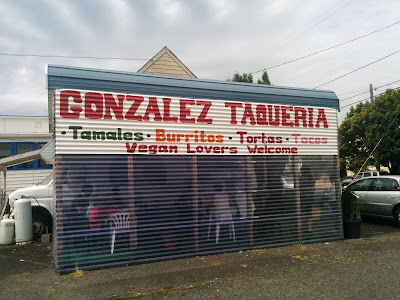 GONZALEZ TAQUERIA
• Tamales • Burritos • Tortas • Tacos
Vegan Lovers Welcome